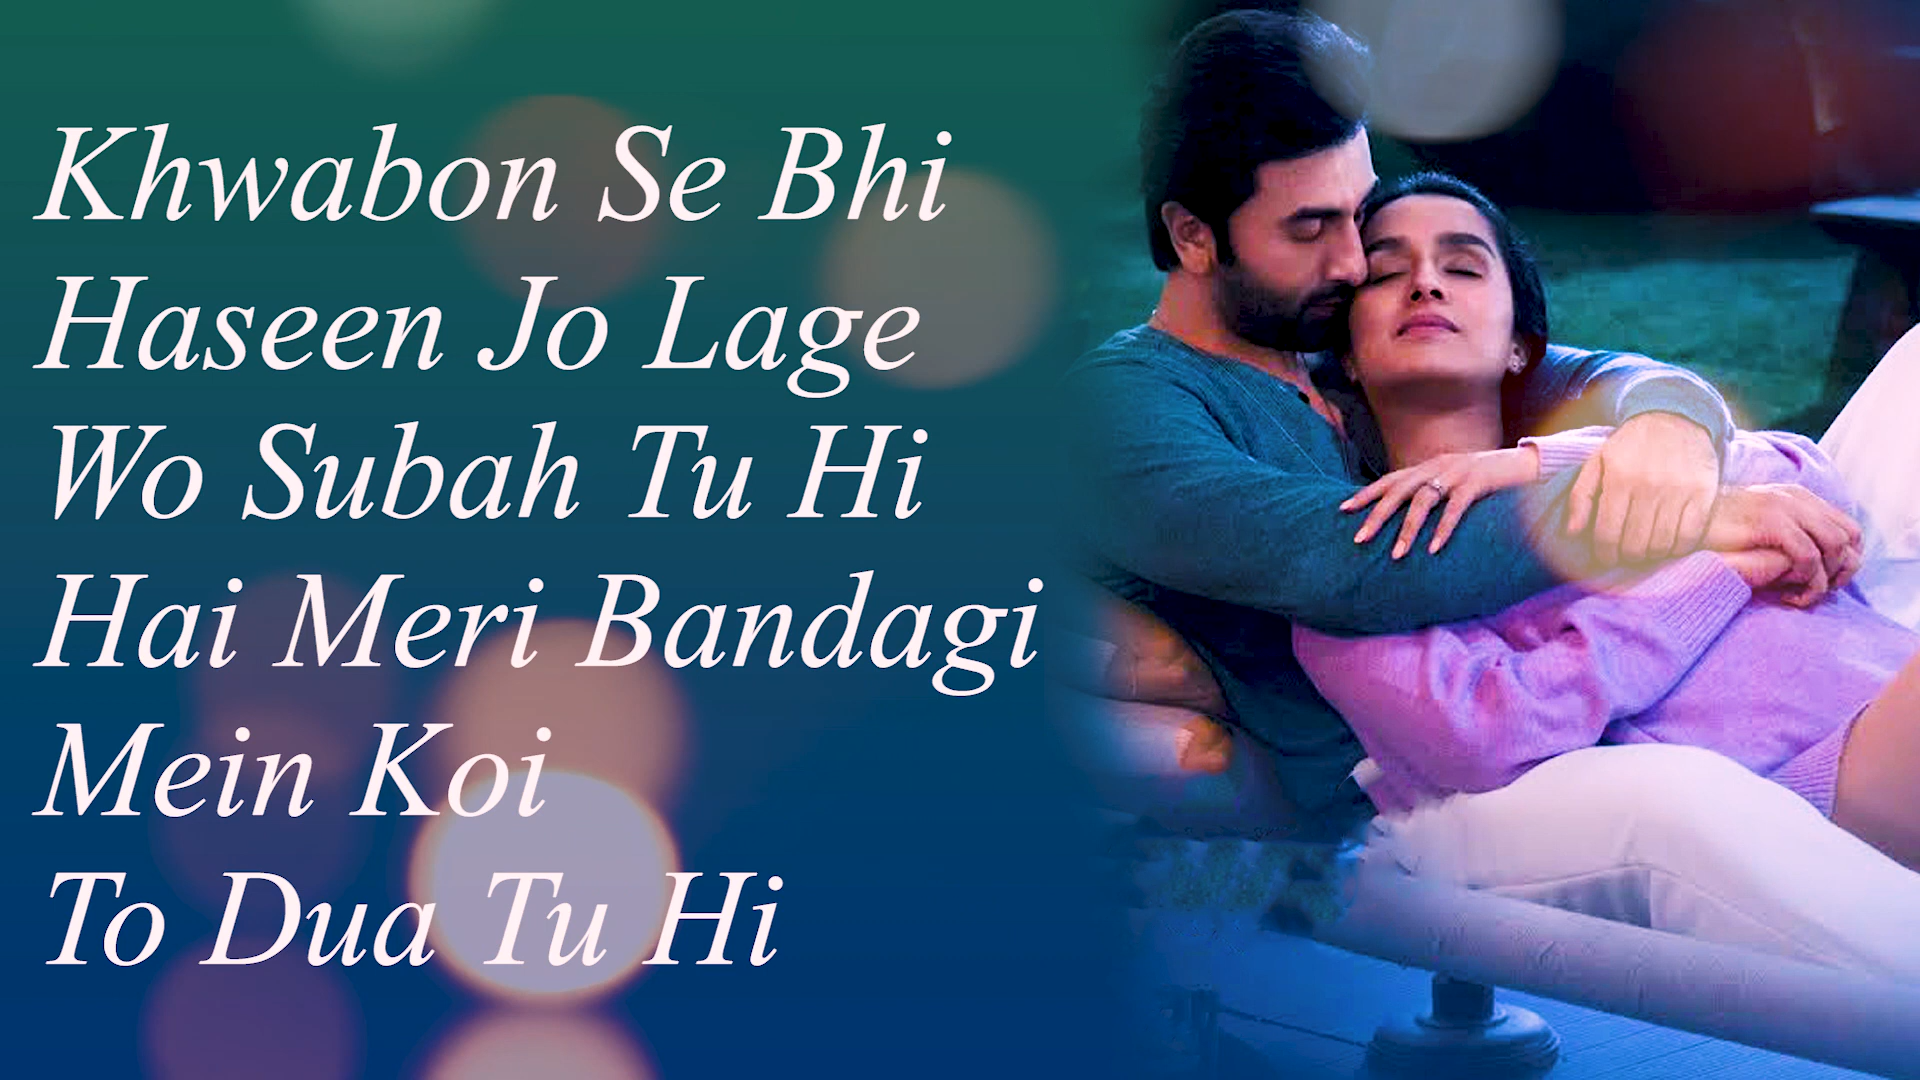 Khwabon Se Bhi
Haseen Jo Lage
Wo Subah Tu Hi
Hai Meri Bandagi
Mein Koi
To Dua Tu Hi